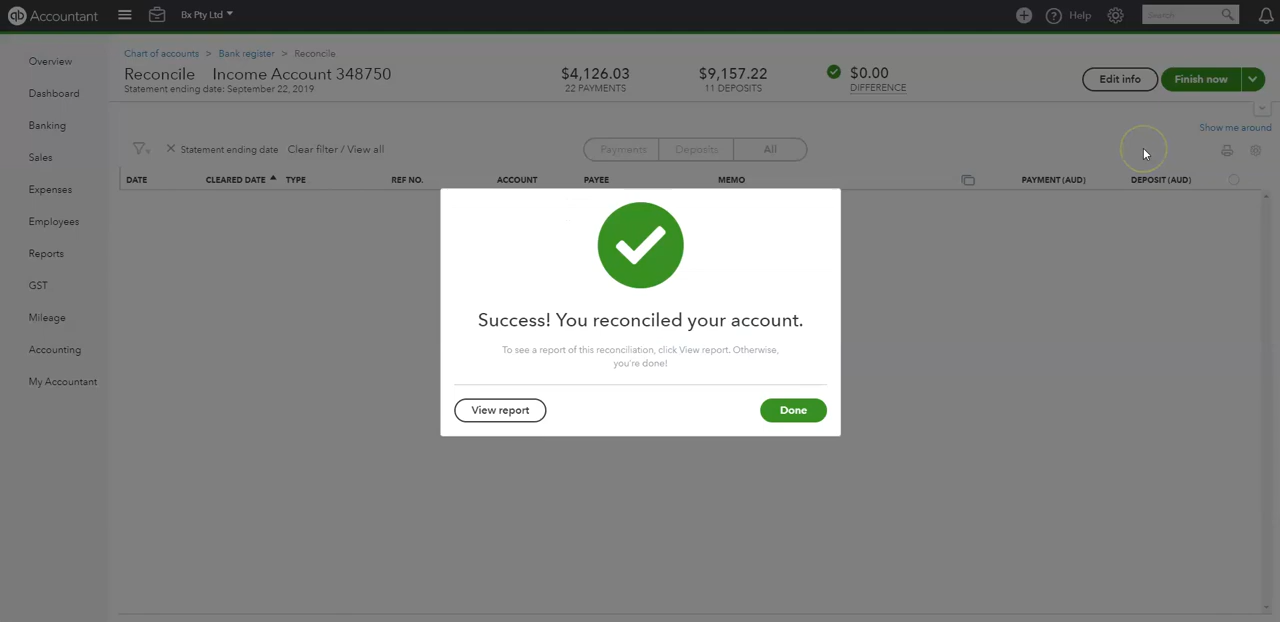 qb Accountant
Bx Pty Ltd
Help
Search
Overview
Dashboard
Banking
Sales
Expenses
Employees
Reports
GST
Mileage
Accounting
My Accountant
Chart of accounts > Bank register > Reconcile
Reconcile Income Account 348750
Statement ending date: September 22, 2019
$4,126.03
22 PAYMENTS
$9,157.22
11 DEPOSITS
$0.00
DIFFERENCE
Edit info
Finish now
Show me around
Statement ending date Clear filter / View all
Payments Deposits All
DATE CLEARED DATE TYPE REF NO. ACCOUNT PAYEE MEMO PAYMENT (AUD) DEPOSIT (AUD)
Success! You reconciled your account.
To see a report of this reconciliation, click View report. Otherwise,
you're done!
View report
Done